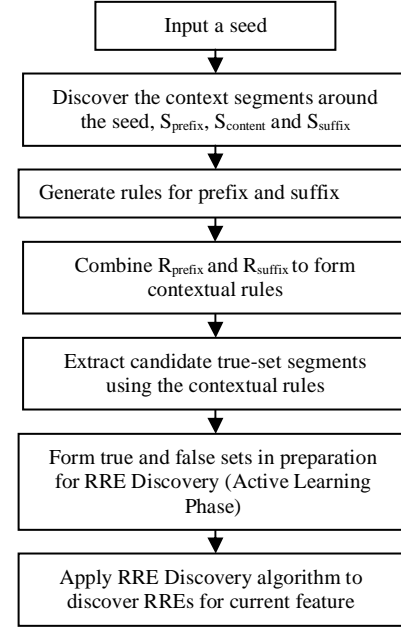 Input a seed
Discover the context segments around
the seed, Sprefix, Scontent and Ssuffix
Generate rules for prefix and suffix
Combine Rprefix and Rsuffix to form
contextual rules
Extract candidate true-set segments
using the contextual rules
Form true and false sets in preparation
for RRE Discovery (Active Learning
Phase)
Apply RRE Discovery algorithm to
discover RREs for current feature